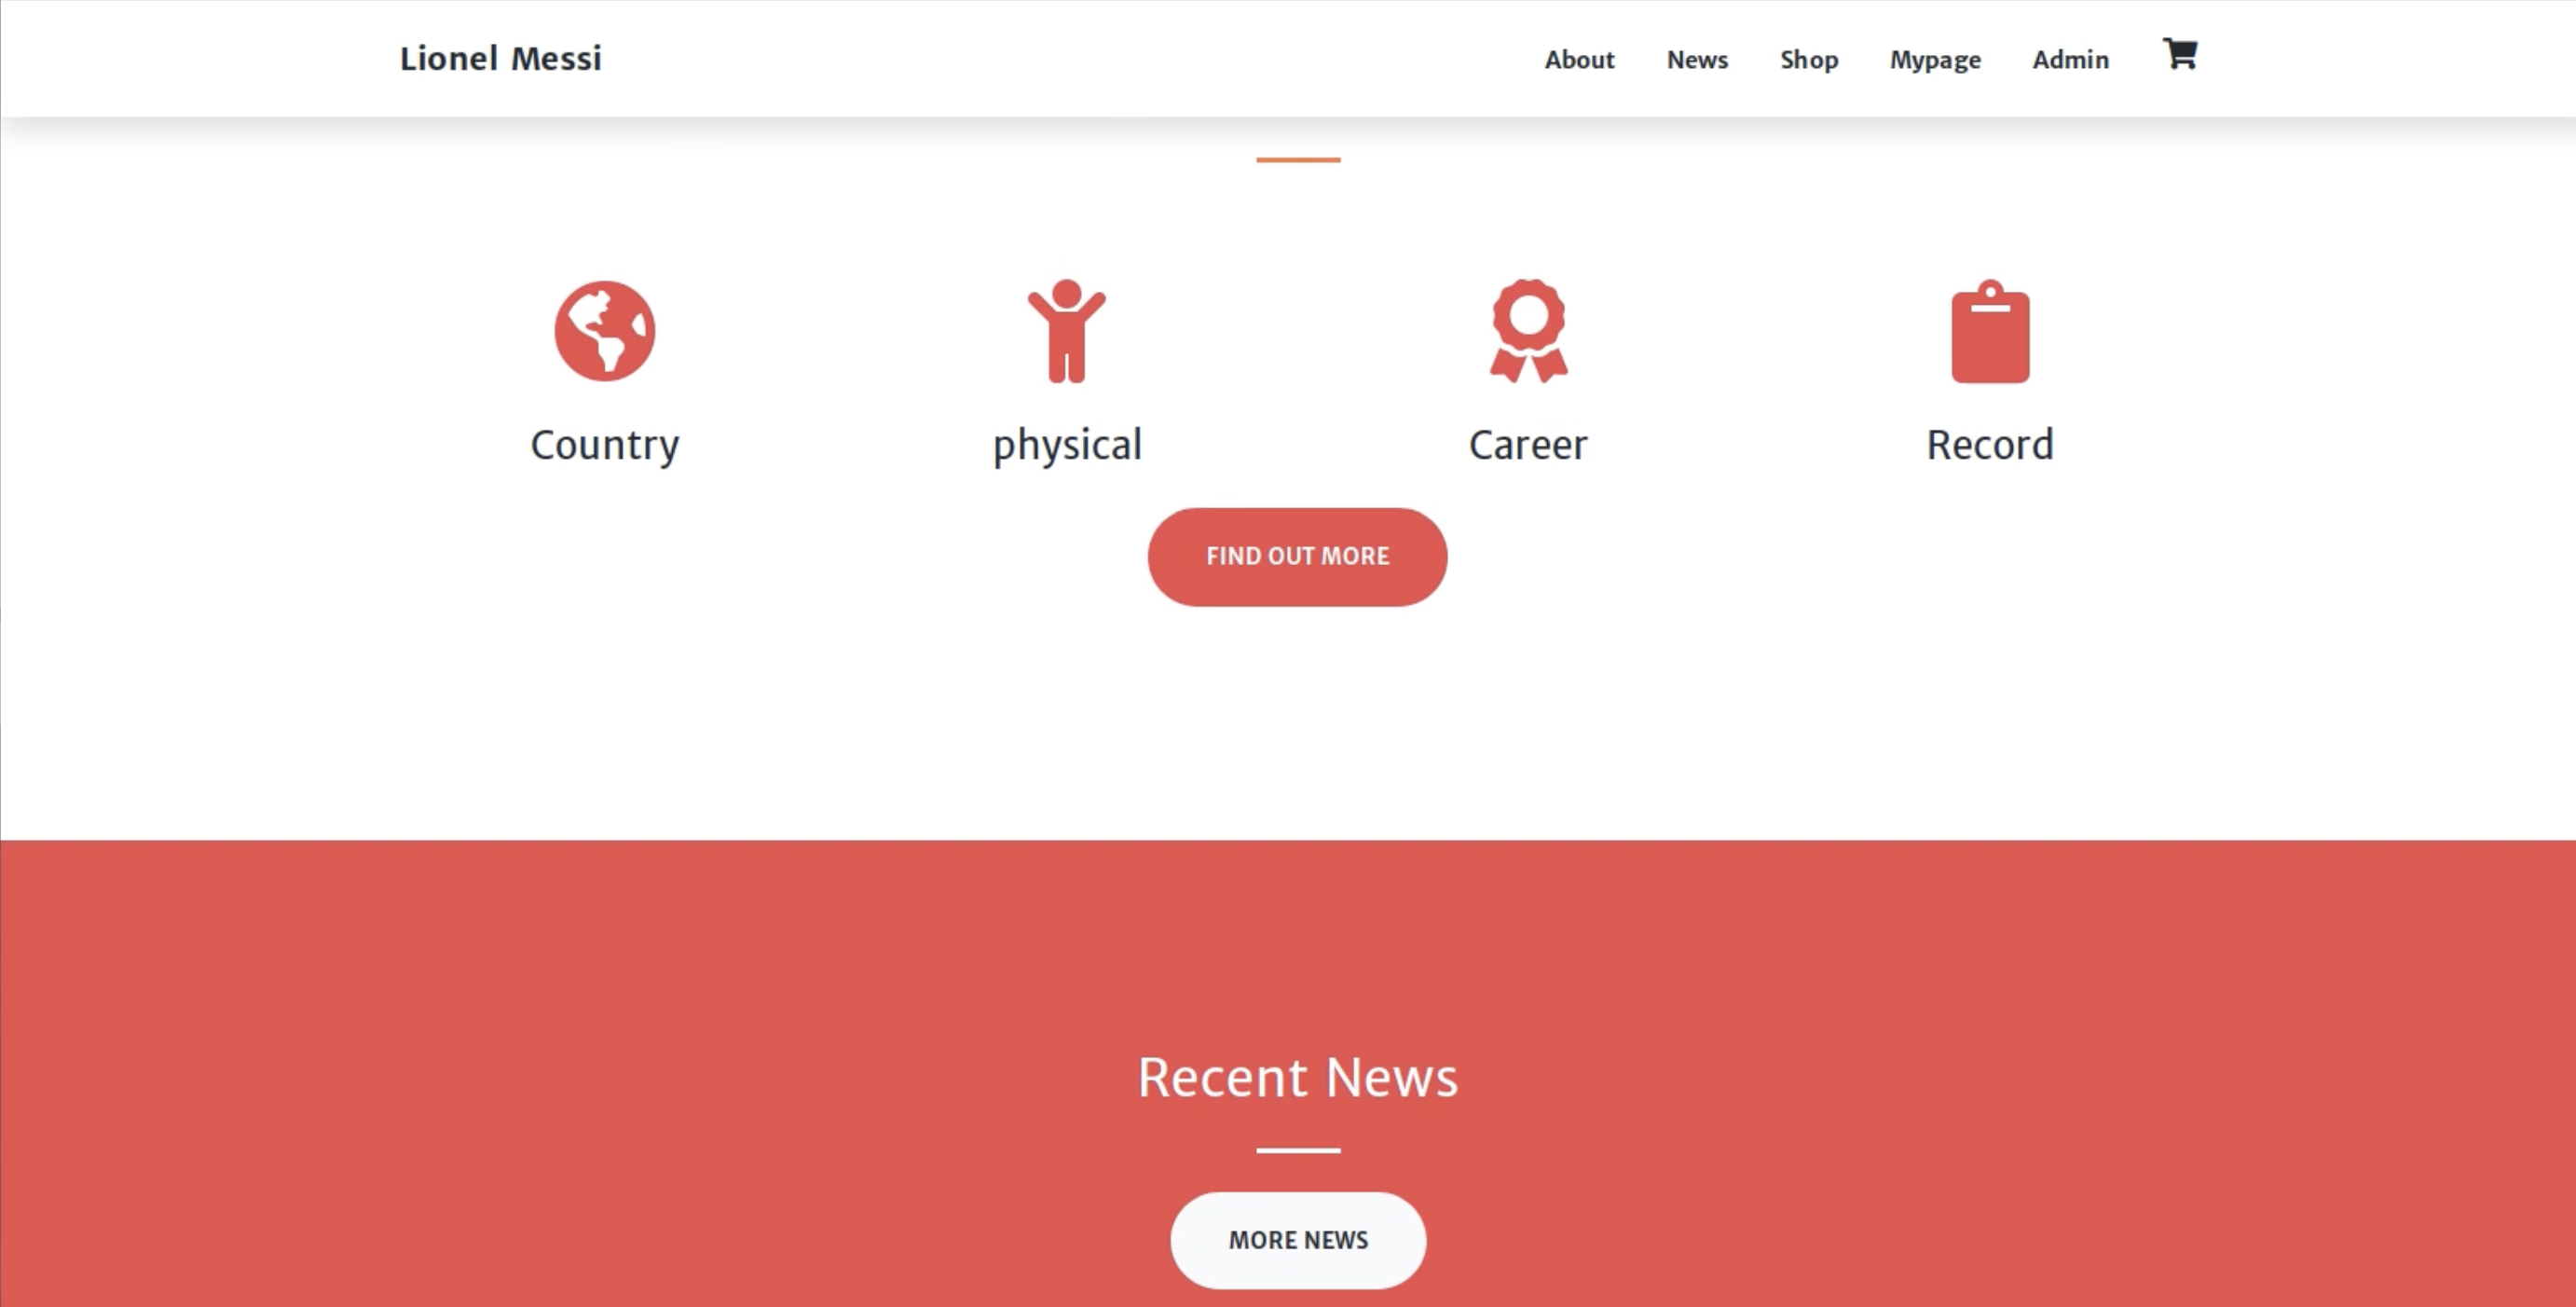 Lionel Messi About News Shop Mypage Admin
Country physical Career Record
FIND OUT MORE
Recent News
MORE NEWS